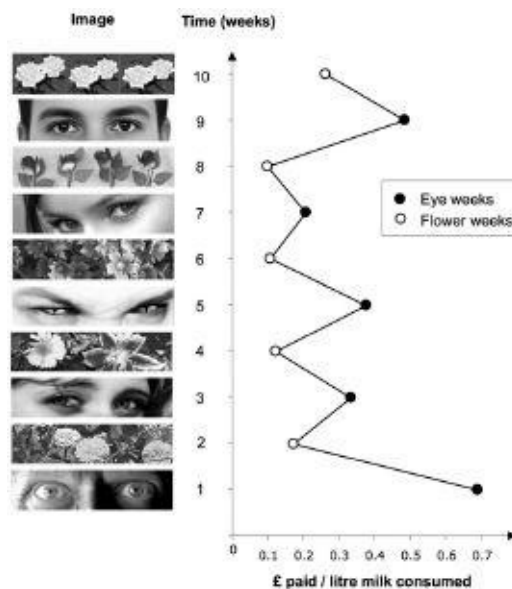 Image
Time (weeks)
10
9
8
7
6
5
4
3
2
1
Eye weeks
Flower weeks
0
0.1 0.2 0.3 0.4 0.5 0.6 0.7
£ paid / litre milk consumed